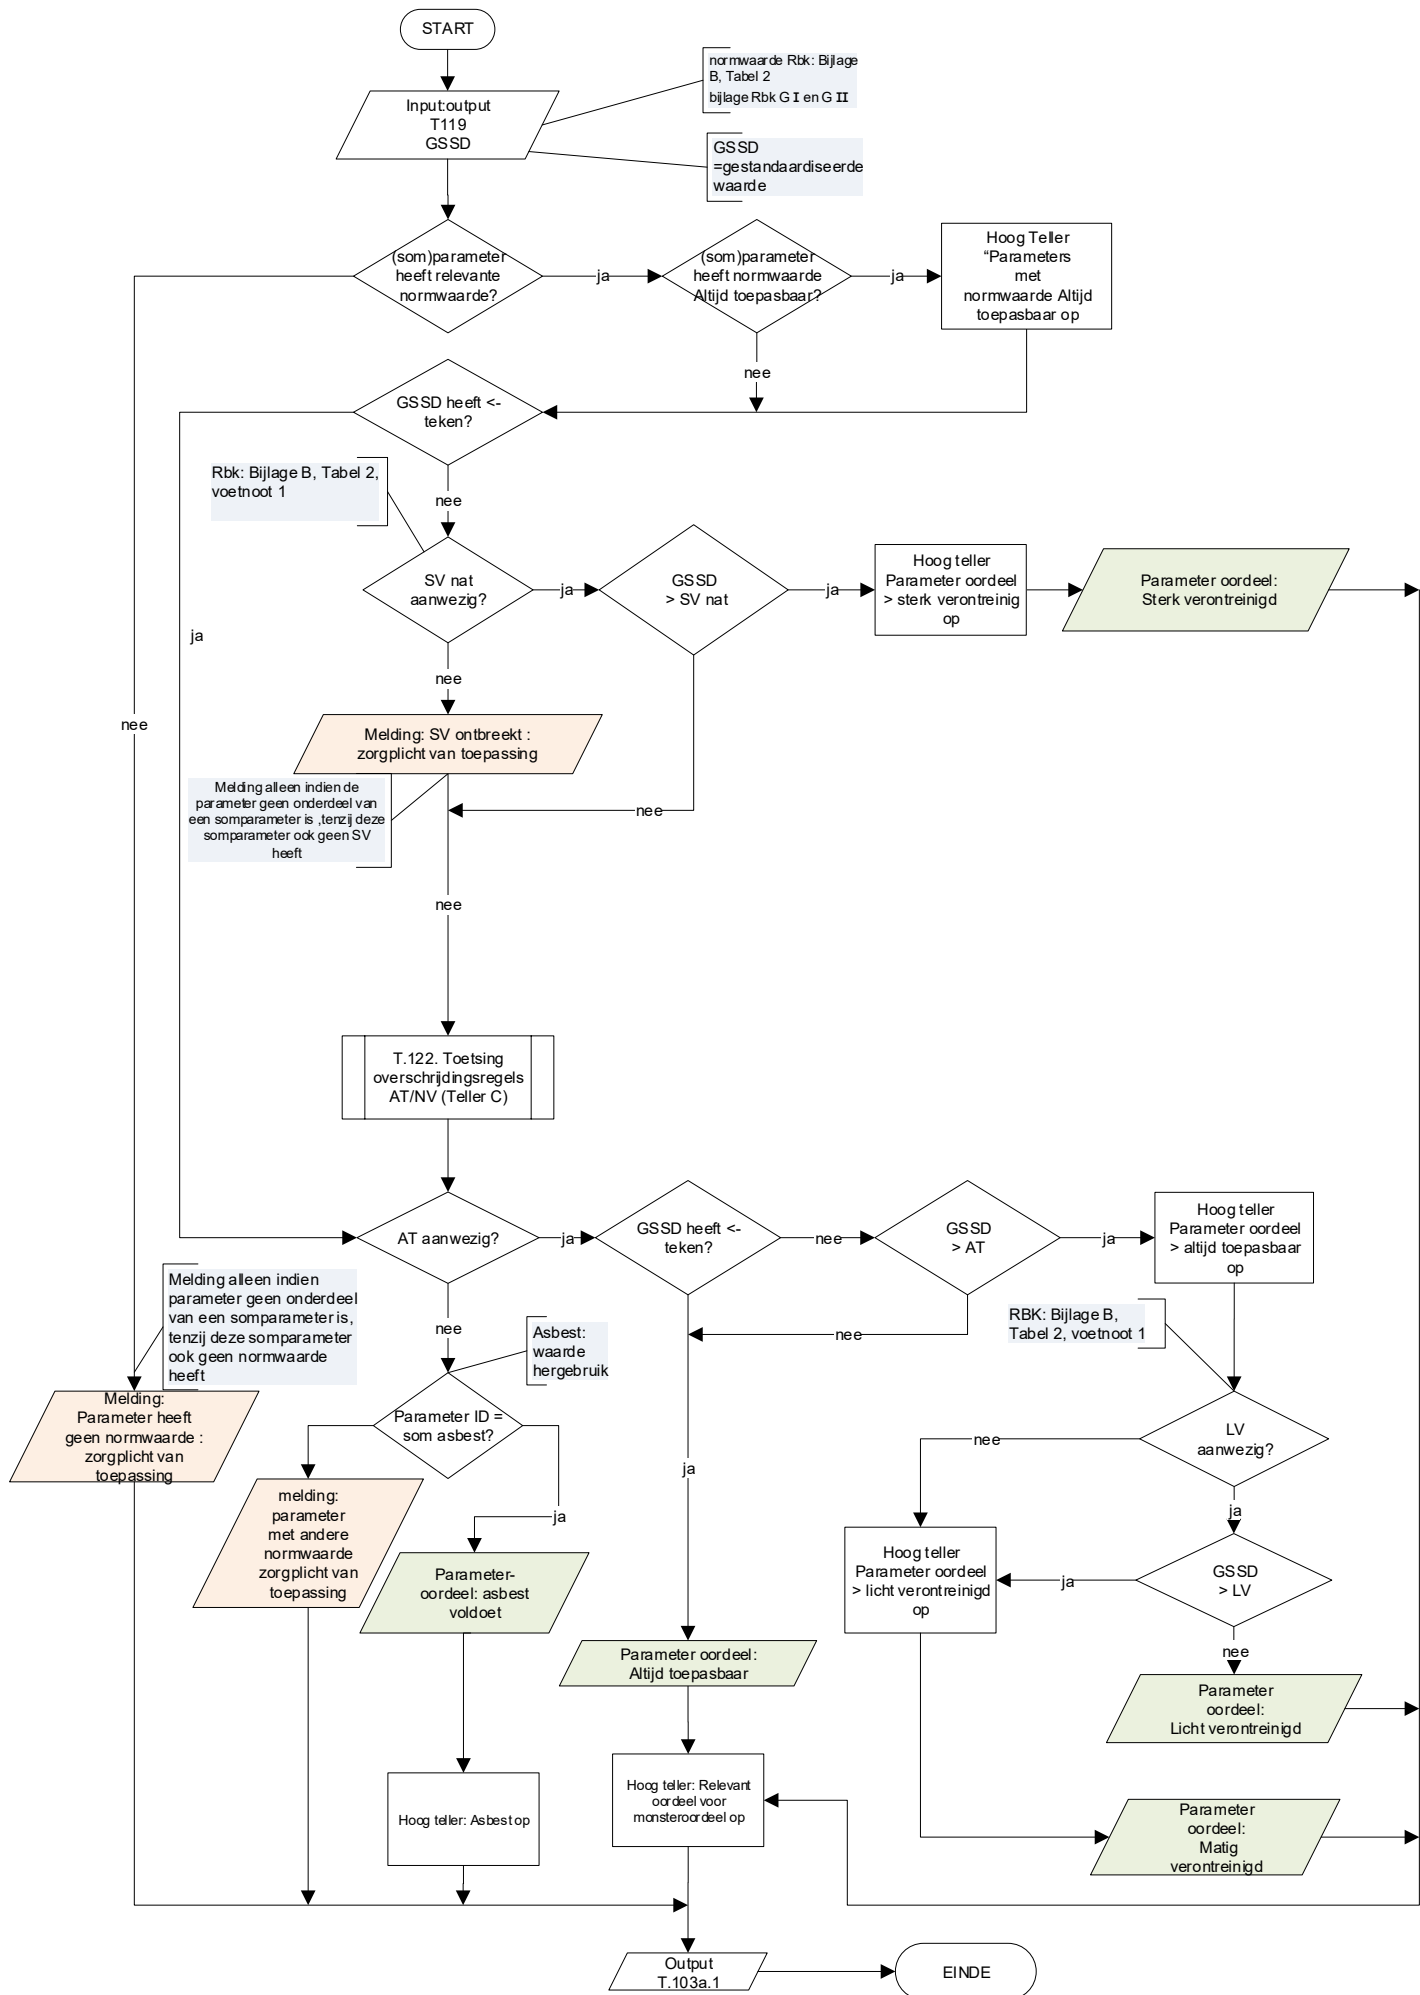 START
normwaarde Rbk: Bijlage
B, Tabel 2
bijlage Rbk G I en G II
Input:output
T119
GSSD
GSSD
=gestandaardiseerde
waarde
(som)parameter
heeft relevante
normwaarde?
ja
(som)parameter
heeft normwaarde
Altijd toepasbaar?
ja
Hoog Teller
“Parameters
met
normwaarde Altijd
toepasbaar op
nee
GSSD heeft <-
teken?
Rbk: Bijlage B, Tabel 2,
voetnoot 1
nee
SV nat
aanwezig?
ja
GSSD
> SV nat
ja
Hoog teller
Parameter oordeel
> sterk verontreinig
op
Parameter oordeel:
Sterk verontreinigd
ja
nee
nee
Melding: SV ontbreekt :
zorgplicht van toepassing
Melding alleen indien de
parameter geen onderdeel van
een somparameter is ,tenzij deze
somparameter ook geen SV
heeft
nee
nee
T.122. Toetsing
overschrijdingsregels
AT/NV (Teller C)
AT aanwezig?
ja
GSSD heeft <-
teken?
nee
GSSD
> AT
ja
Hoog teller
Parameter oordeel
> altijd toepasbaar
op
Melding alleen indien
parameter geen onderdeel
van een somparameter is,
tenzij deze somparameter
ook geen normwaarde
heeft
nee
Asbest:
waarde
hergebruik
nee
RBK: Bijlage B,
Tabel 2, voetnoot 1
Melding:
Parameter heeft
geen normwaarde :
zorgplicht van
toepassing
Parameter ID =
som asbest?
ja
nee
LV
aanwezig?
ja
melding:
parameter
met andere
normwaarde
zorgplicht van
toepassing
ja
Parameter-
oordeel: asbest
voldoet
Hoog teller
Parameter oordeel
> licht verontreinigd
op
ja
GSSD
> LV
nee
Parameter oordeel:
Altijd toepasbaar
Parameter
oordeel:
Licht verontreinigd
Hoog teller: Asbest op
Hoog teller: Relevant
oordeel voor
monsteroordeel op
Parameter
oordeel:
Matig
verontreinigd
Output
T.103a.1
EINDE